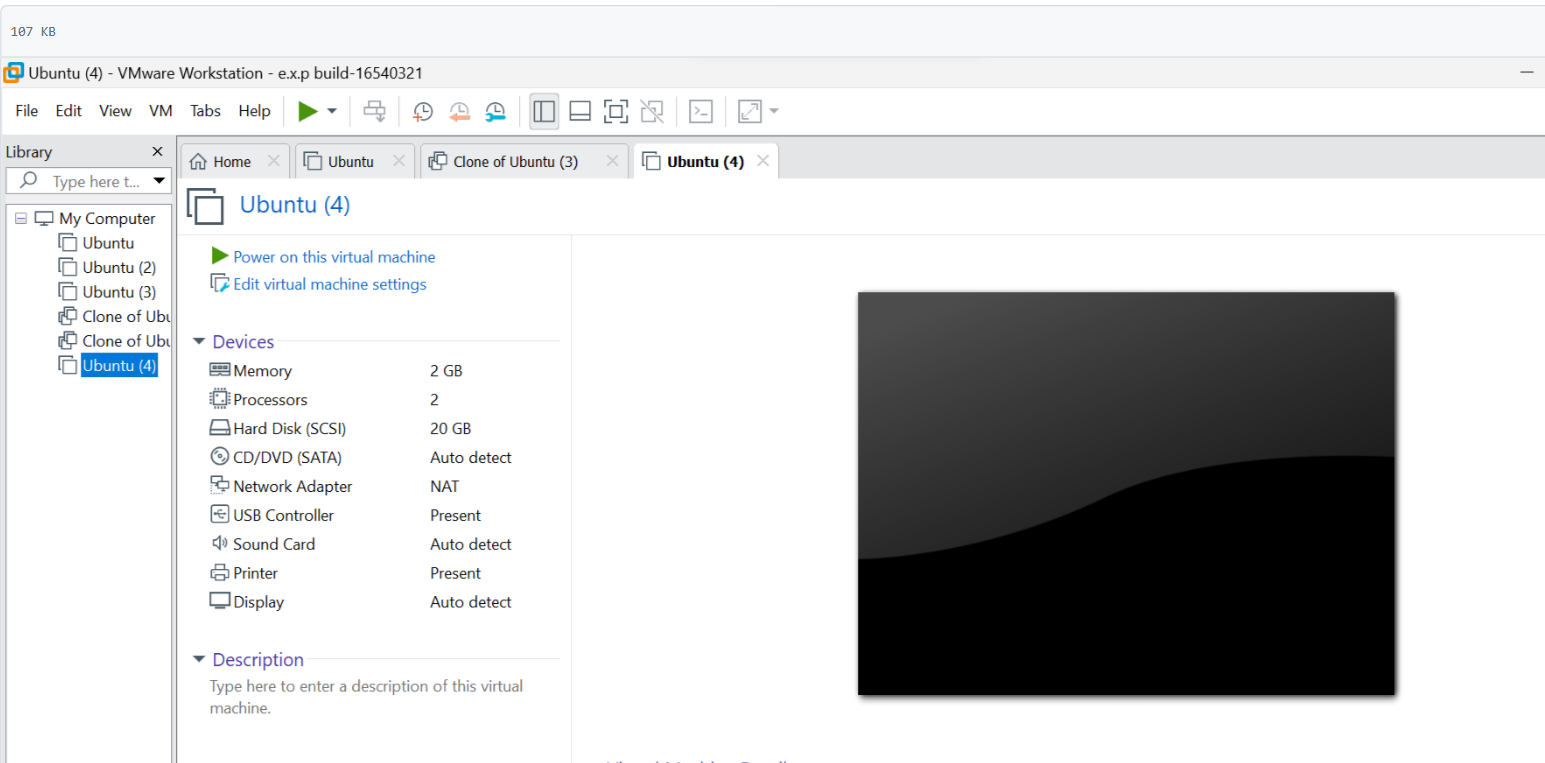 107 KB
Ubuntu (4) - VMware Workstation - e.x.p build-16540321
File Edit View VM Tabs Help
Library
Type here t...
My Computer
Ubuntu
Ubuntu (2)
Ubuntu (3)
Clone of Ubu
Clone of Ubu
Ubuntu (4)
Home
Ubuntu
Clone of Ubuntu (3)
Ubuntu (4)
Ubuntu (4)
Power on this virtual machine
Edit virtual machine settings
Devices
Memory 2 GB
Processors 2
Hard Disk (SCSI) 20 GB
CD/DVD (SATA) Auto detect
Network Adapter NAT
USB Controller Present
Sound Card Auto detect
Printer Present
Display Auto detect
Description
Type here to enter a description of this virtual
machine.